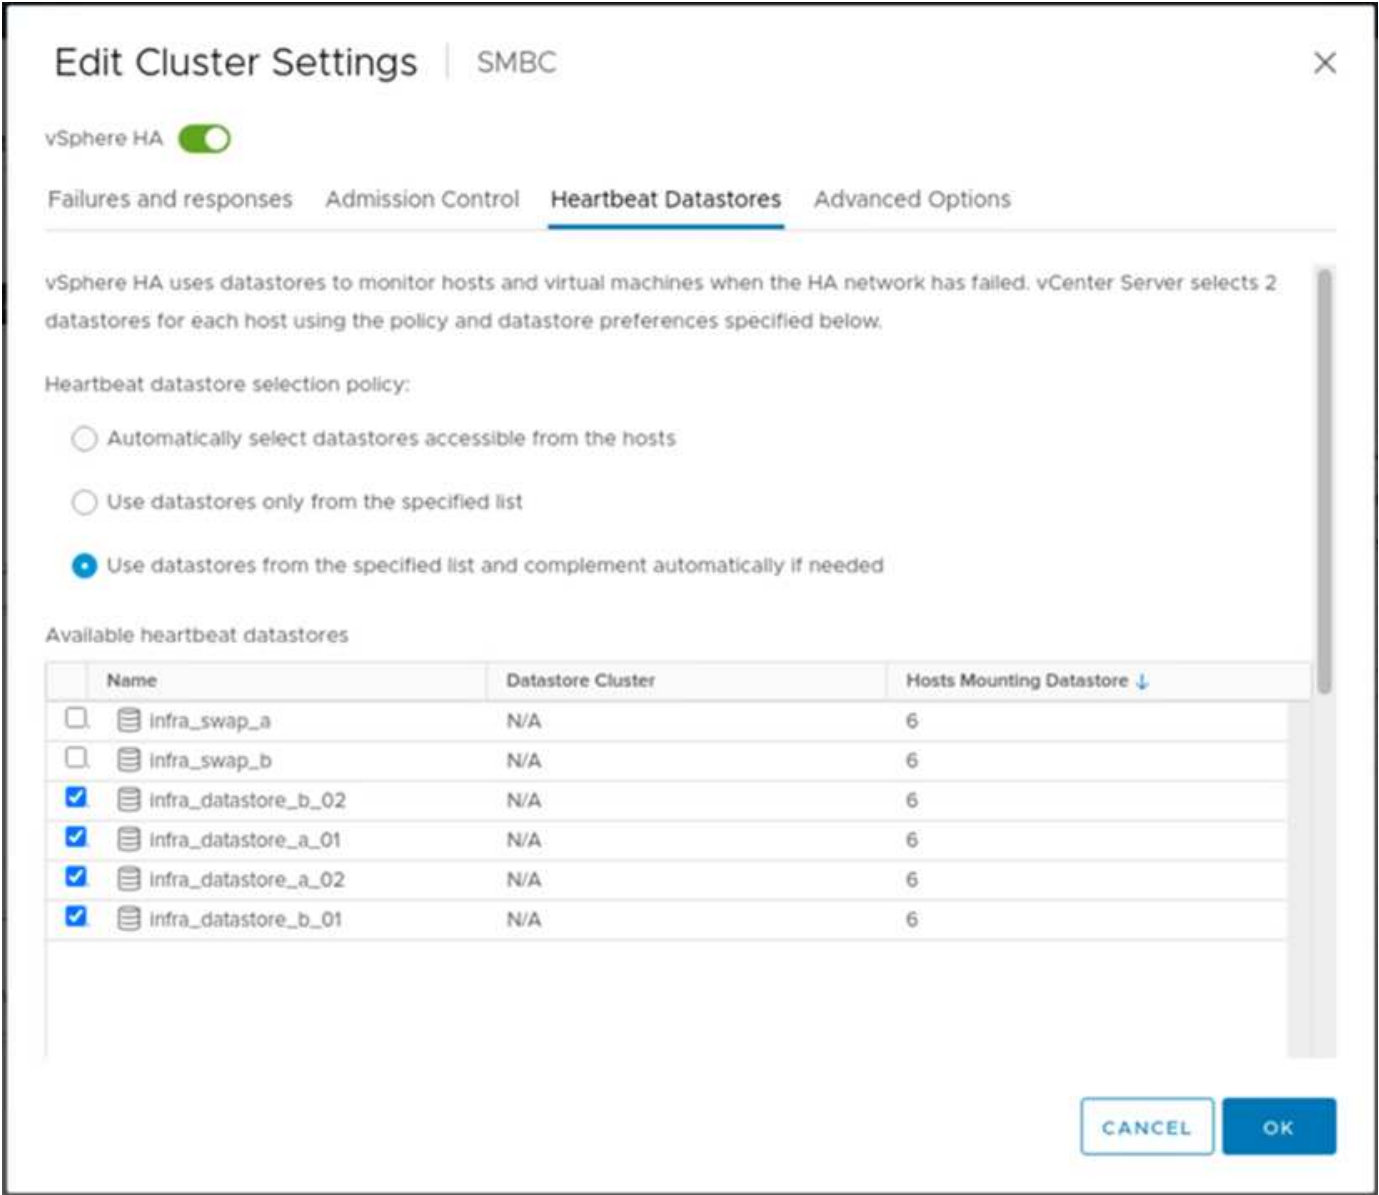 Edit Cluster Settings SMBC
vSphere HA
Failures and responses Admission Control Heartbeat Datastores Advanced Options
vSphere HA uses datastores to monitor hosts and virtual machines when the HA network has failed. vCenter Server selects 2
datastores for each host using the policy and datastore preferences specified below.
Heartbeat datastore selection policy:
Automatically select datastores accessible from the hosts
Use datastores only from the specified list
Use datastores from the specified list and complement automatically if needed
Available heartbeat datastores
Name Datastore Cluster Hosts Mounting Datastore ↓
infra_swap_a N/A 6
infra_swap_b N/A 6
infra_datastore_b_02 N/A 6
infra_datastore_a_01 N/A 6
infra_datastore_a_02 N/A 6
infra_datastore_b_01 N/A 6
CANCEL OK